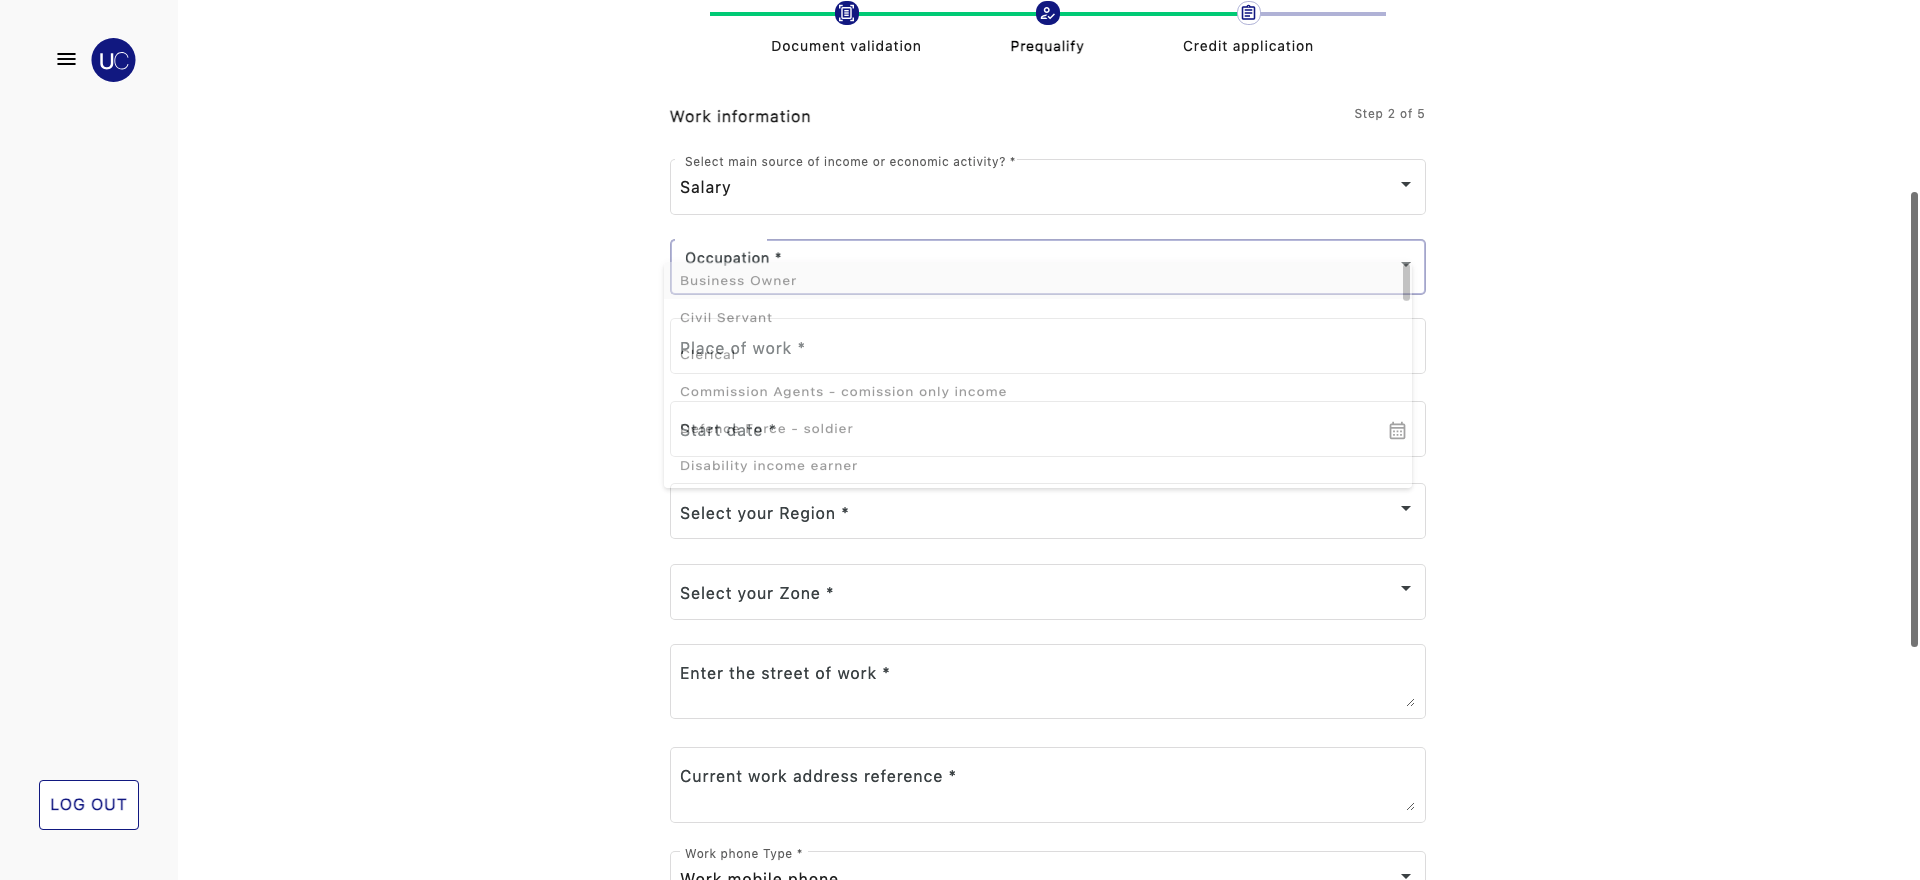 Document validation
Prequalify
Credit application
UC
Work information
Step 2 of 5
Select main source of income or economic activity? *
Salary
Occupation *
Business Owner
Civil Servant
Place of work *
Clerical
Commission Agents - comission only income
Start date *
Defence Force - soldier
Disability income earner
Select your Region *
Select your Zone *
Enter the street of work *
Current work address reference *
LOG OUT
Work phone Type *
Work mobile phone